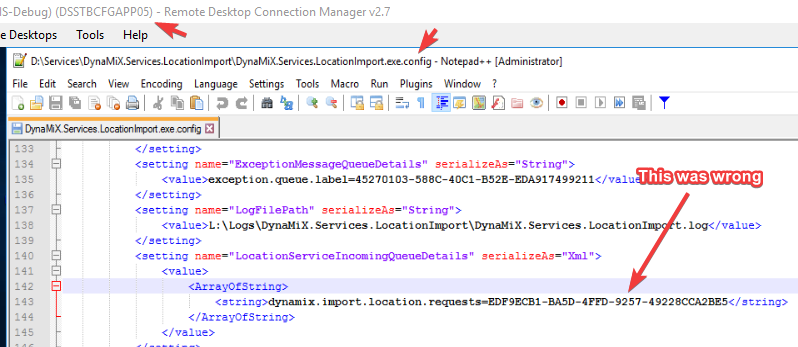 IS-Debug) (DSSTBCFGAPP05) - Remote Desktop Connection Manager v2.7
e Desktops Tools Help
D:\Services\DynaMiX.Services.LocationImport\DynaMiX.Services.LocationImport.exe.config - Notepad++ [Administrator]
File Edit Search View Encoding Language Settings Tools Macro Run Plugins Window ?
DynaMiX.Services.LocationImport.exe.config
133 </setting>
134 <setting name="ExceptionMessageQueueDetails" serializeAs="String">
135 <value>exception.queue.label=45270103-588C-40C1-B52E-EDA917499211</value>
This was wrong
136 </setting>
137 <setting name="LogFilePath" serializeAs="String">
138 <value>L:\Logs\DynaMiX.Services.LocationImport\DynaMiX.Services.LocationImport.log</value>
139 </setting>
140 <setting name="LocationServiceIncomingQueueDetails" serializeAs="Xml">
141 <value>
142 <ArrayOfString>
143 <string>dynamix.import.location.requests=EDF9ECB1-BA5D-4FFD-9257-49228CCA2BE5</string>
144 </ArrayOfString>
145 </value>
146 </setting>